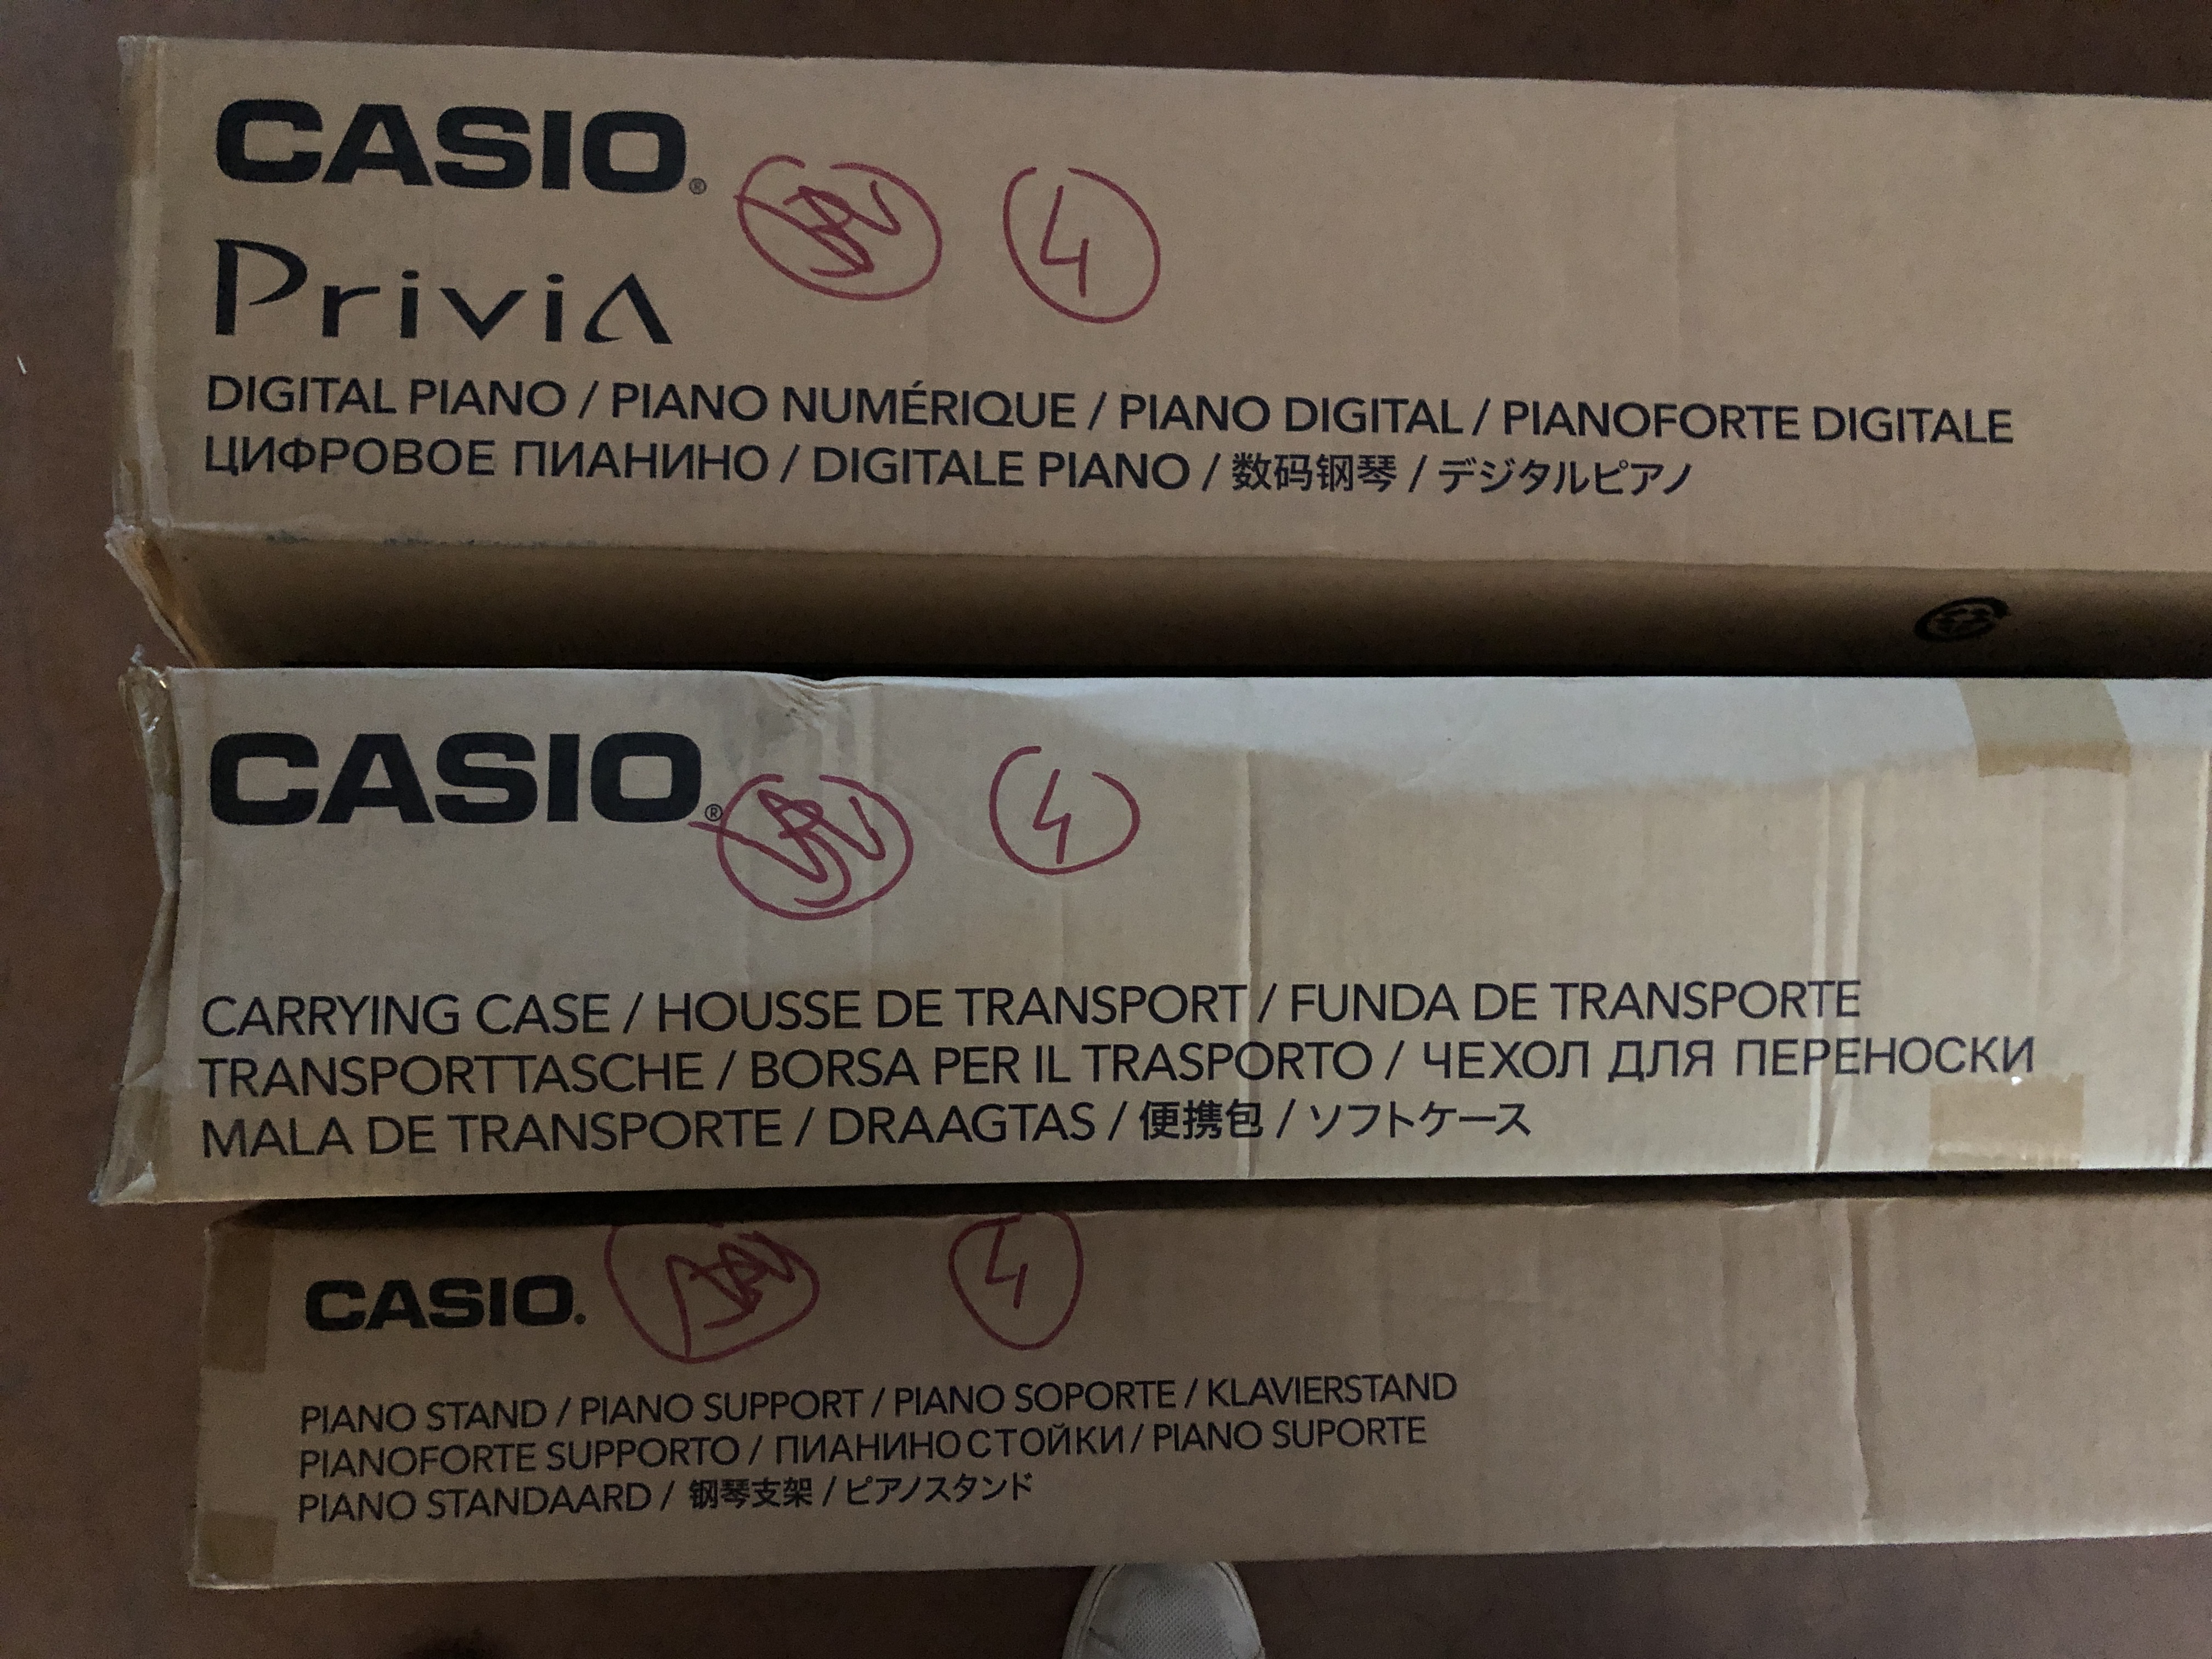 CASIO®
4
Privia
DIGITAL PIANO / PIANO NUMÉRIQUE / PIANO DIGITAL / PIANOFORTE DIGITALE
ЦИФРОВОЕ ПИАНИНО / DIGITALE PIANO / 数码钢琴 / デジタルピアノ
CASIO®
4
CARRYING CASE / HOUSSE DE TRANSPORT / FUNDA DE TRANSPORTE
TRANSPORTTASCHE / BORSA PER IL TRASPORTO / ЧЕХОЛ ДЛЯ ПЕРЕНОСКИ
MALA DE TRANSPORTE / DRAAGTAS / 便携包 / ソフトケース
CASIO.
4
PIANO STAND / PIANO SUPPORT / PIANO SOPORTE / KLAVIERSTAND
PIANOFORTE SUPPORTO / ПИАНИНО СТОЙКИ / PIANO SUPORTE
PIANO STANDAARD / 钢琴支架 / ピアノスタンド